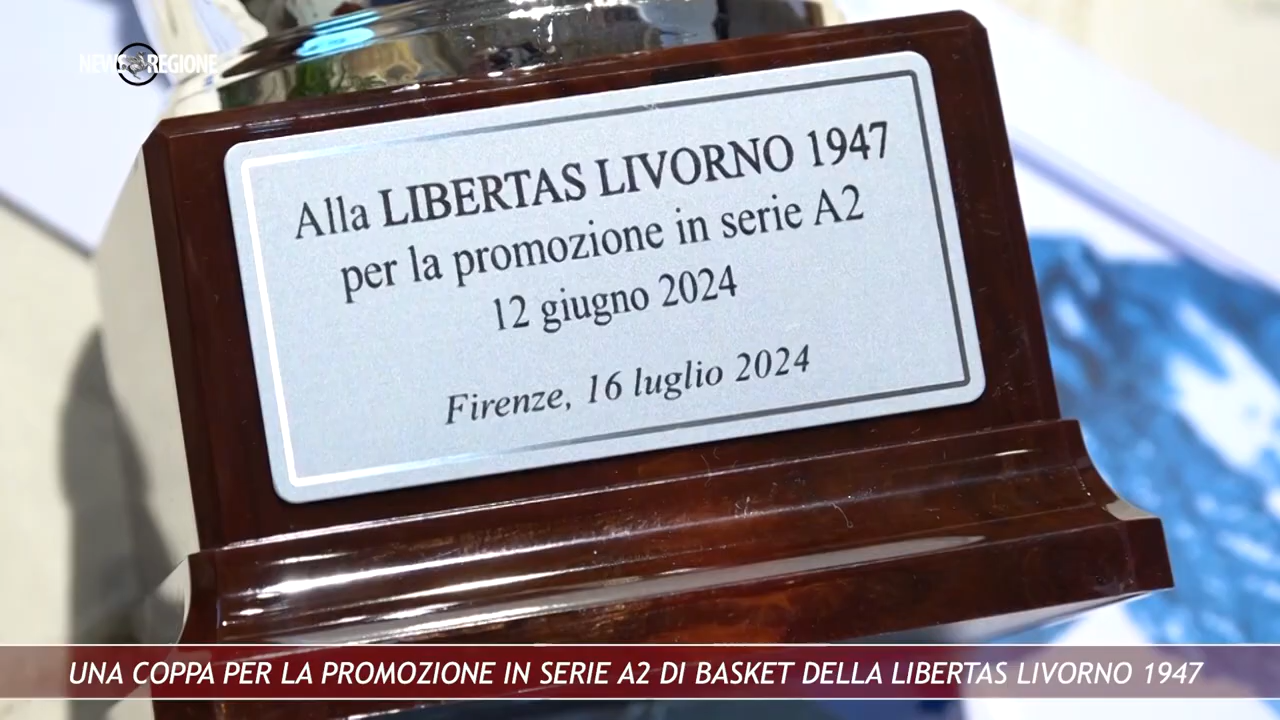 NEWS REGIONE
Alla LIBERTAS LIVORNO 1947
per la promozione in serie A2
12 giugno 2024
Firenze, 16 luglio 2024
UNA COPPA PER LA PROMOZIONE IN SERIE A2 DI BASKET DELLA LIBERTAS LIVORNO 1947